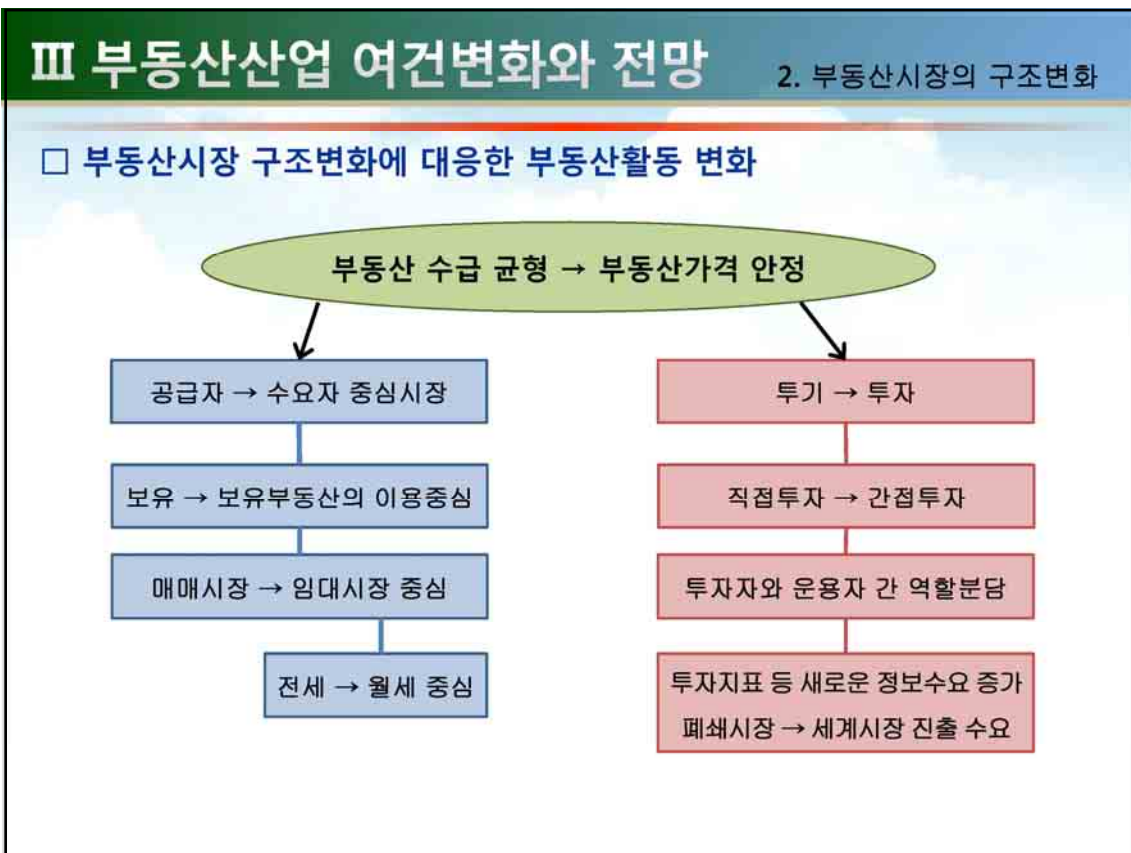 Ⅲ 부동산산업 여건변화와 전망
2. 부동산시장의 구조변화
□ 부동산시장 구조변화에 대응한 부동산활동 변화
부동산 수급 균형 → 부동산가격 안정
공급자 → 수요자 중심시장
보유 → 보유부동산의 이용중심
매매시장 → 임대시장 중심
전세 → 월세 중심
투기 → 투자
직접투자 → 간접투자
투자자와 운용자 간 역할분담
투자지표 등 새로운 정보수요 증가
폐쇄시장 → 세계시장 진출 수요